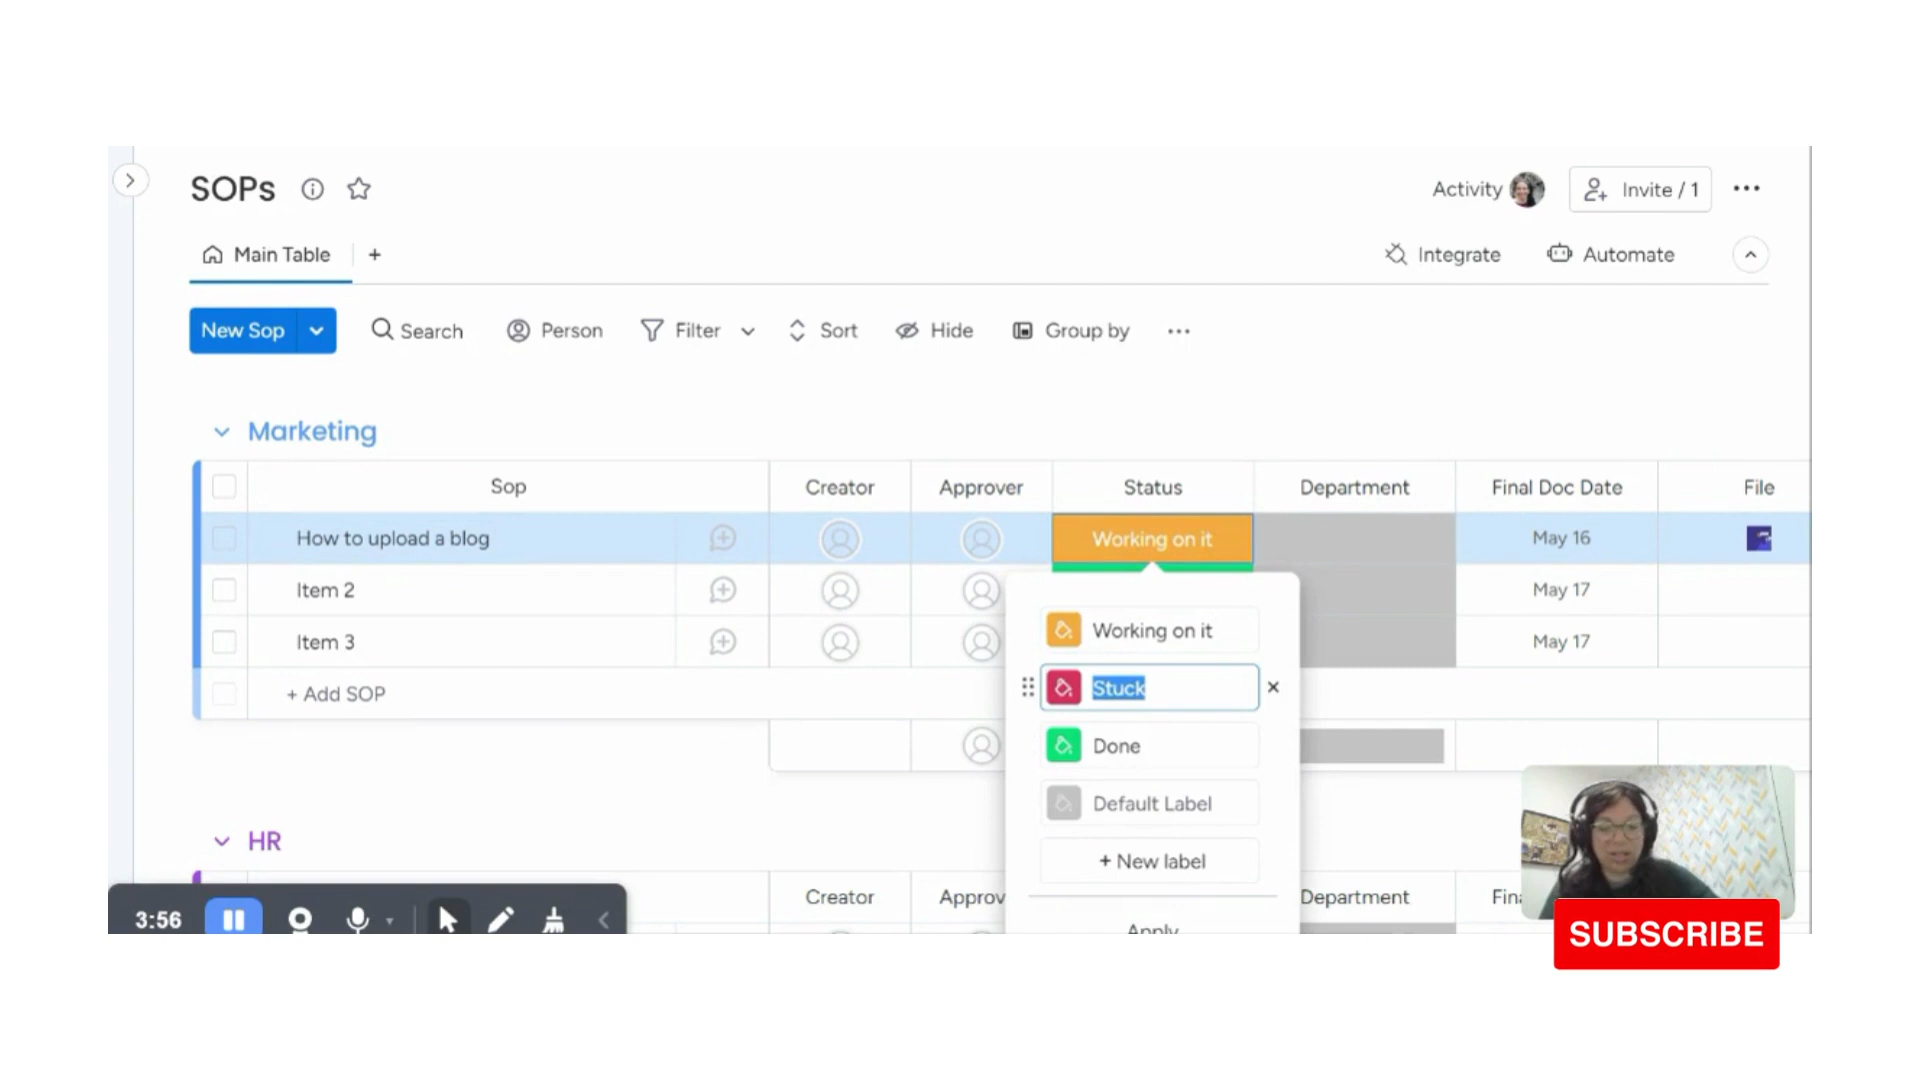 SOPs
Activity
Invite / 1
Main Table
+
Integrate
Automate
New Sop
Search
Person
Filter
Sort
Hide
Group by
Marketing
Sop
Creator
Approver
Status
Department
Final Doc Date
File
How to upload a blog
Working on it
May 16
Item 2
May 17
Item 3
May 17
+ Add SOP
Working on it
Stuck
Done
Default Label
+ New label
Apply
HR
Creator
Approv
Department
Fin
3:56
SUBSCRIBE